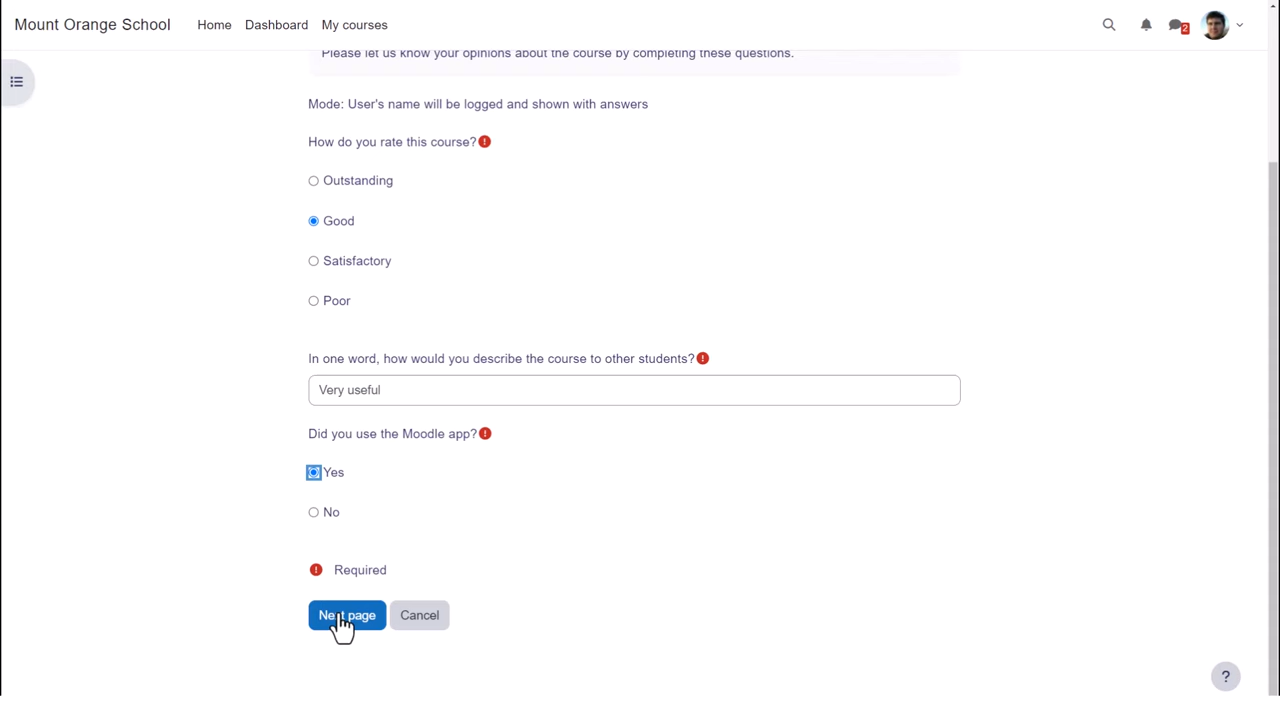 Mount Orange School Home Dashboard My courses 2
Please let us know your opinions about the course by completing these questions.
Mode: User's name will be logged and shown with answers
How do you rate this course? !
Outstanding
Good
Satisfactory
Poor
In one word, how would you describe the course to other students? !
Very useful
Did you use the Moodle app? !
Yes
No
! Required
Next page Cancel
?